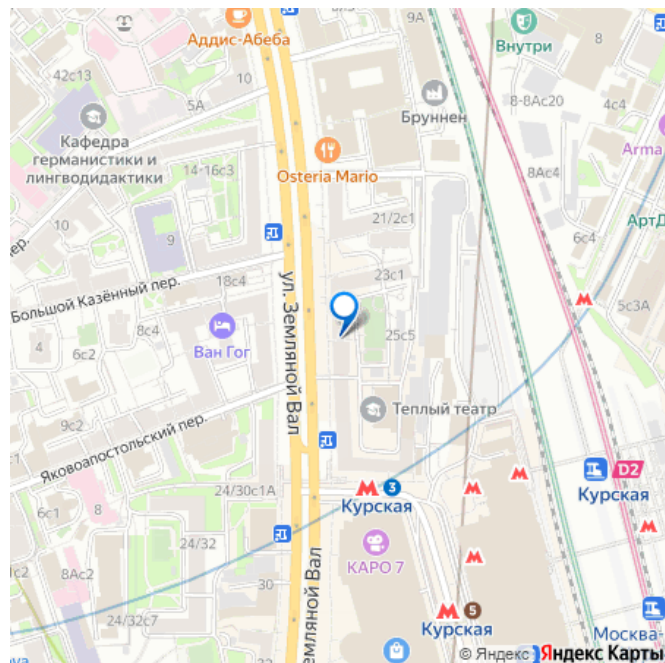 Аддис-Абеба
9А
Внутри
8
42с13
10
5А
Бруннен
8-8Ас20
4с4
Кафедра
германистики и
лингводидактики
14-16с3
Osteria Mario
8Ас4
Arma
10
9
21/2с1
АртД
6с4
пер.
18с4
23с1
Большой Казённый пер.
5с3А
8с4
ул. Земляной Вал
4
6с2
Ван Гог
25с5
Теплый театр
Яковоапостольский пер.
D2
24/30с1А
3
Курская
Курская
6с1
8
24/32
КАРО 7
8Ас2
30
Земляной Вал
24/32с7
5
Курская
Москва
© Яндекс
Яндекс Карты